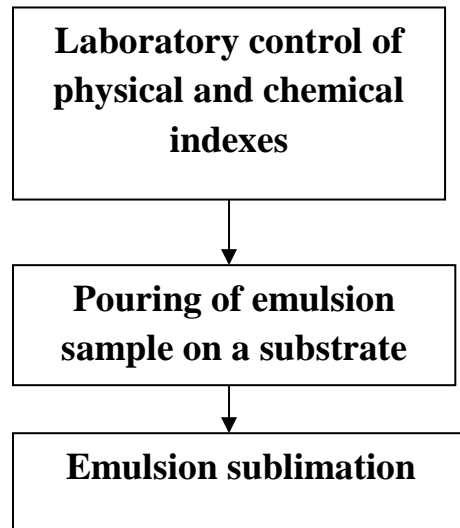 Laboratory control of
physical and chemical
indexes
Pouring of emulsion
sample on a substrate
Emulsion sublimation